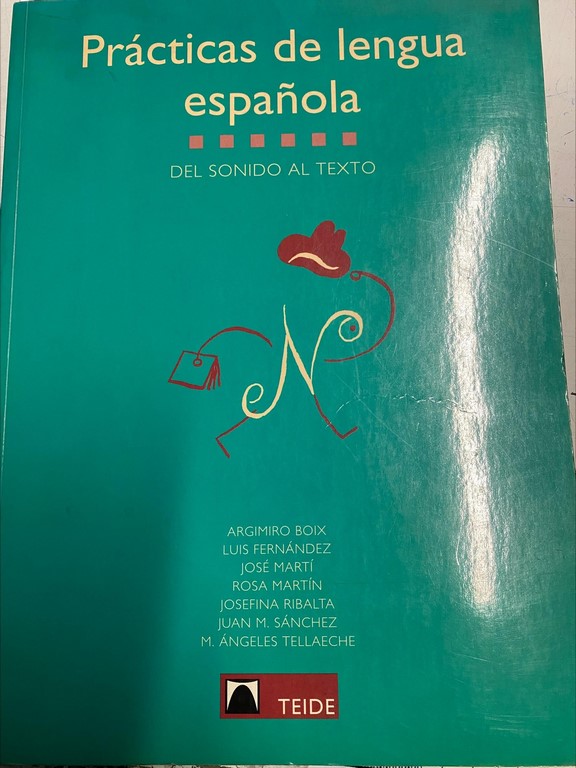 Prácticas de lengua
española
DEL SONIDO AL TEXTO
N
ARGIMIRO BOIX
LUIS FERNÁNDEZ
JOSÉ MARTÍ
ROSA MARTÍN
JOSEFINA RIBALTA
JUAN M. SÁNCHEZ
M. ÁNGELES TELLAECHE
TEIDE